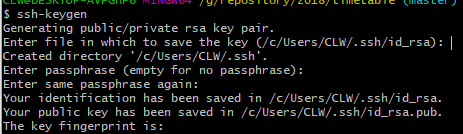 CLW@DESKTOP-AVPGHP6 MINGW64 /g/repository/2018/timetable (master)
$ ssh-keygen
Generating public/private rsa key pair.
Enter file in which to save the key (/c/Users/CLW/.ssh/id_rsa):
Created directory '/c/Users/CLW/.ssh'.
Enter passphrase (empty for no passphrase):
Enter same passphrase again:
Your identification has been saved in /c/Users/CLW/.ssh/id_rsa.
Your public key has been saved in /c/Users/CLW/.ssh/id_rsa.pub.
The key fingerprint is: